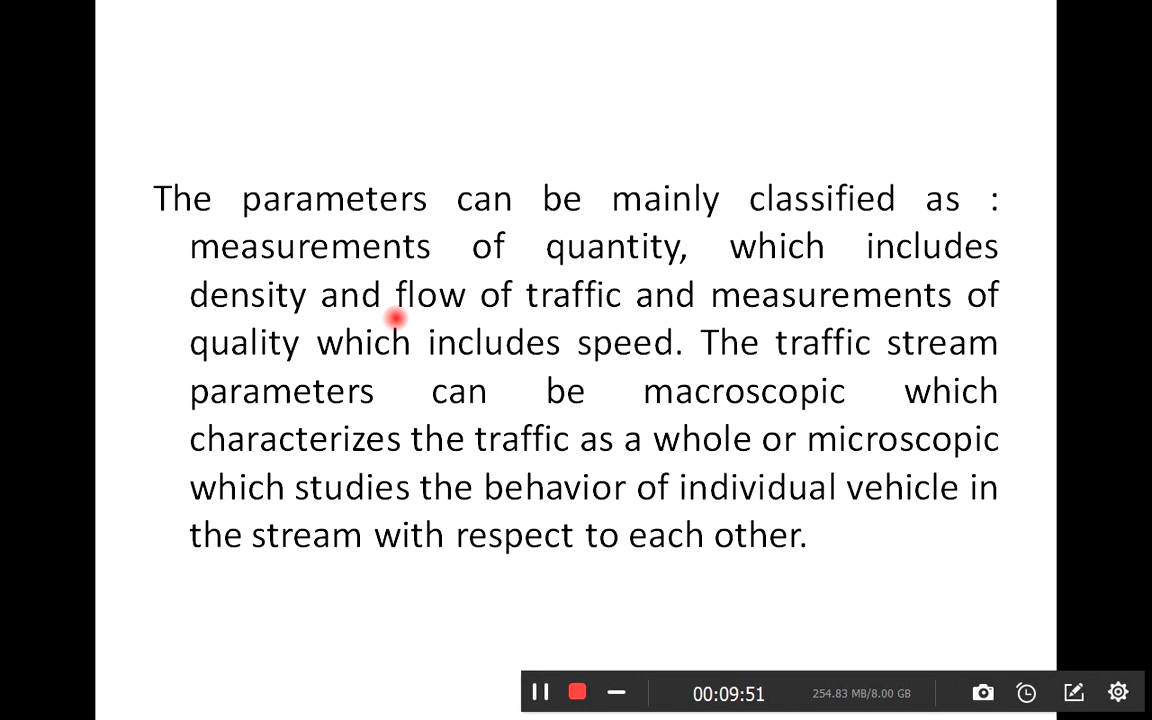 The parameters can be mainly classified as :
measurements of quantity, which includes
density and flow of traffic and measurements of
quality which includes speed. The traffic stream
parameters can be macroscopic which
characterizes the traffic as a whole or microscopic
which studies the behavior of individual vehicle in
the stream with respect to each other.
00:09:51 254.83 MB/8.00 GB